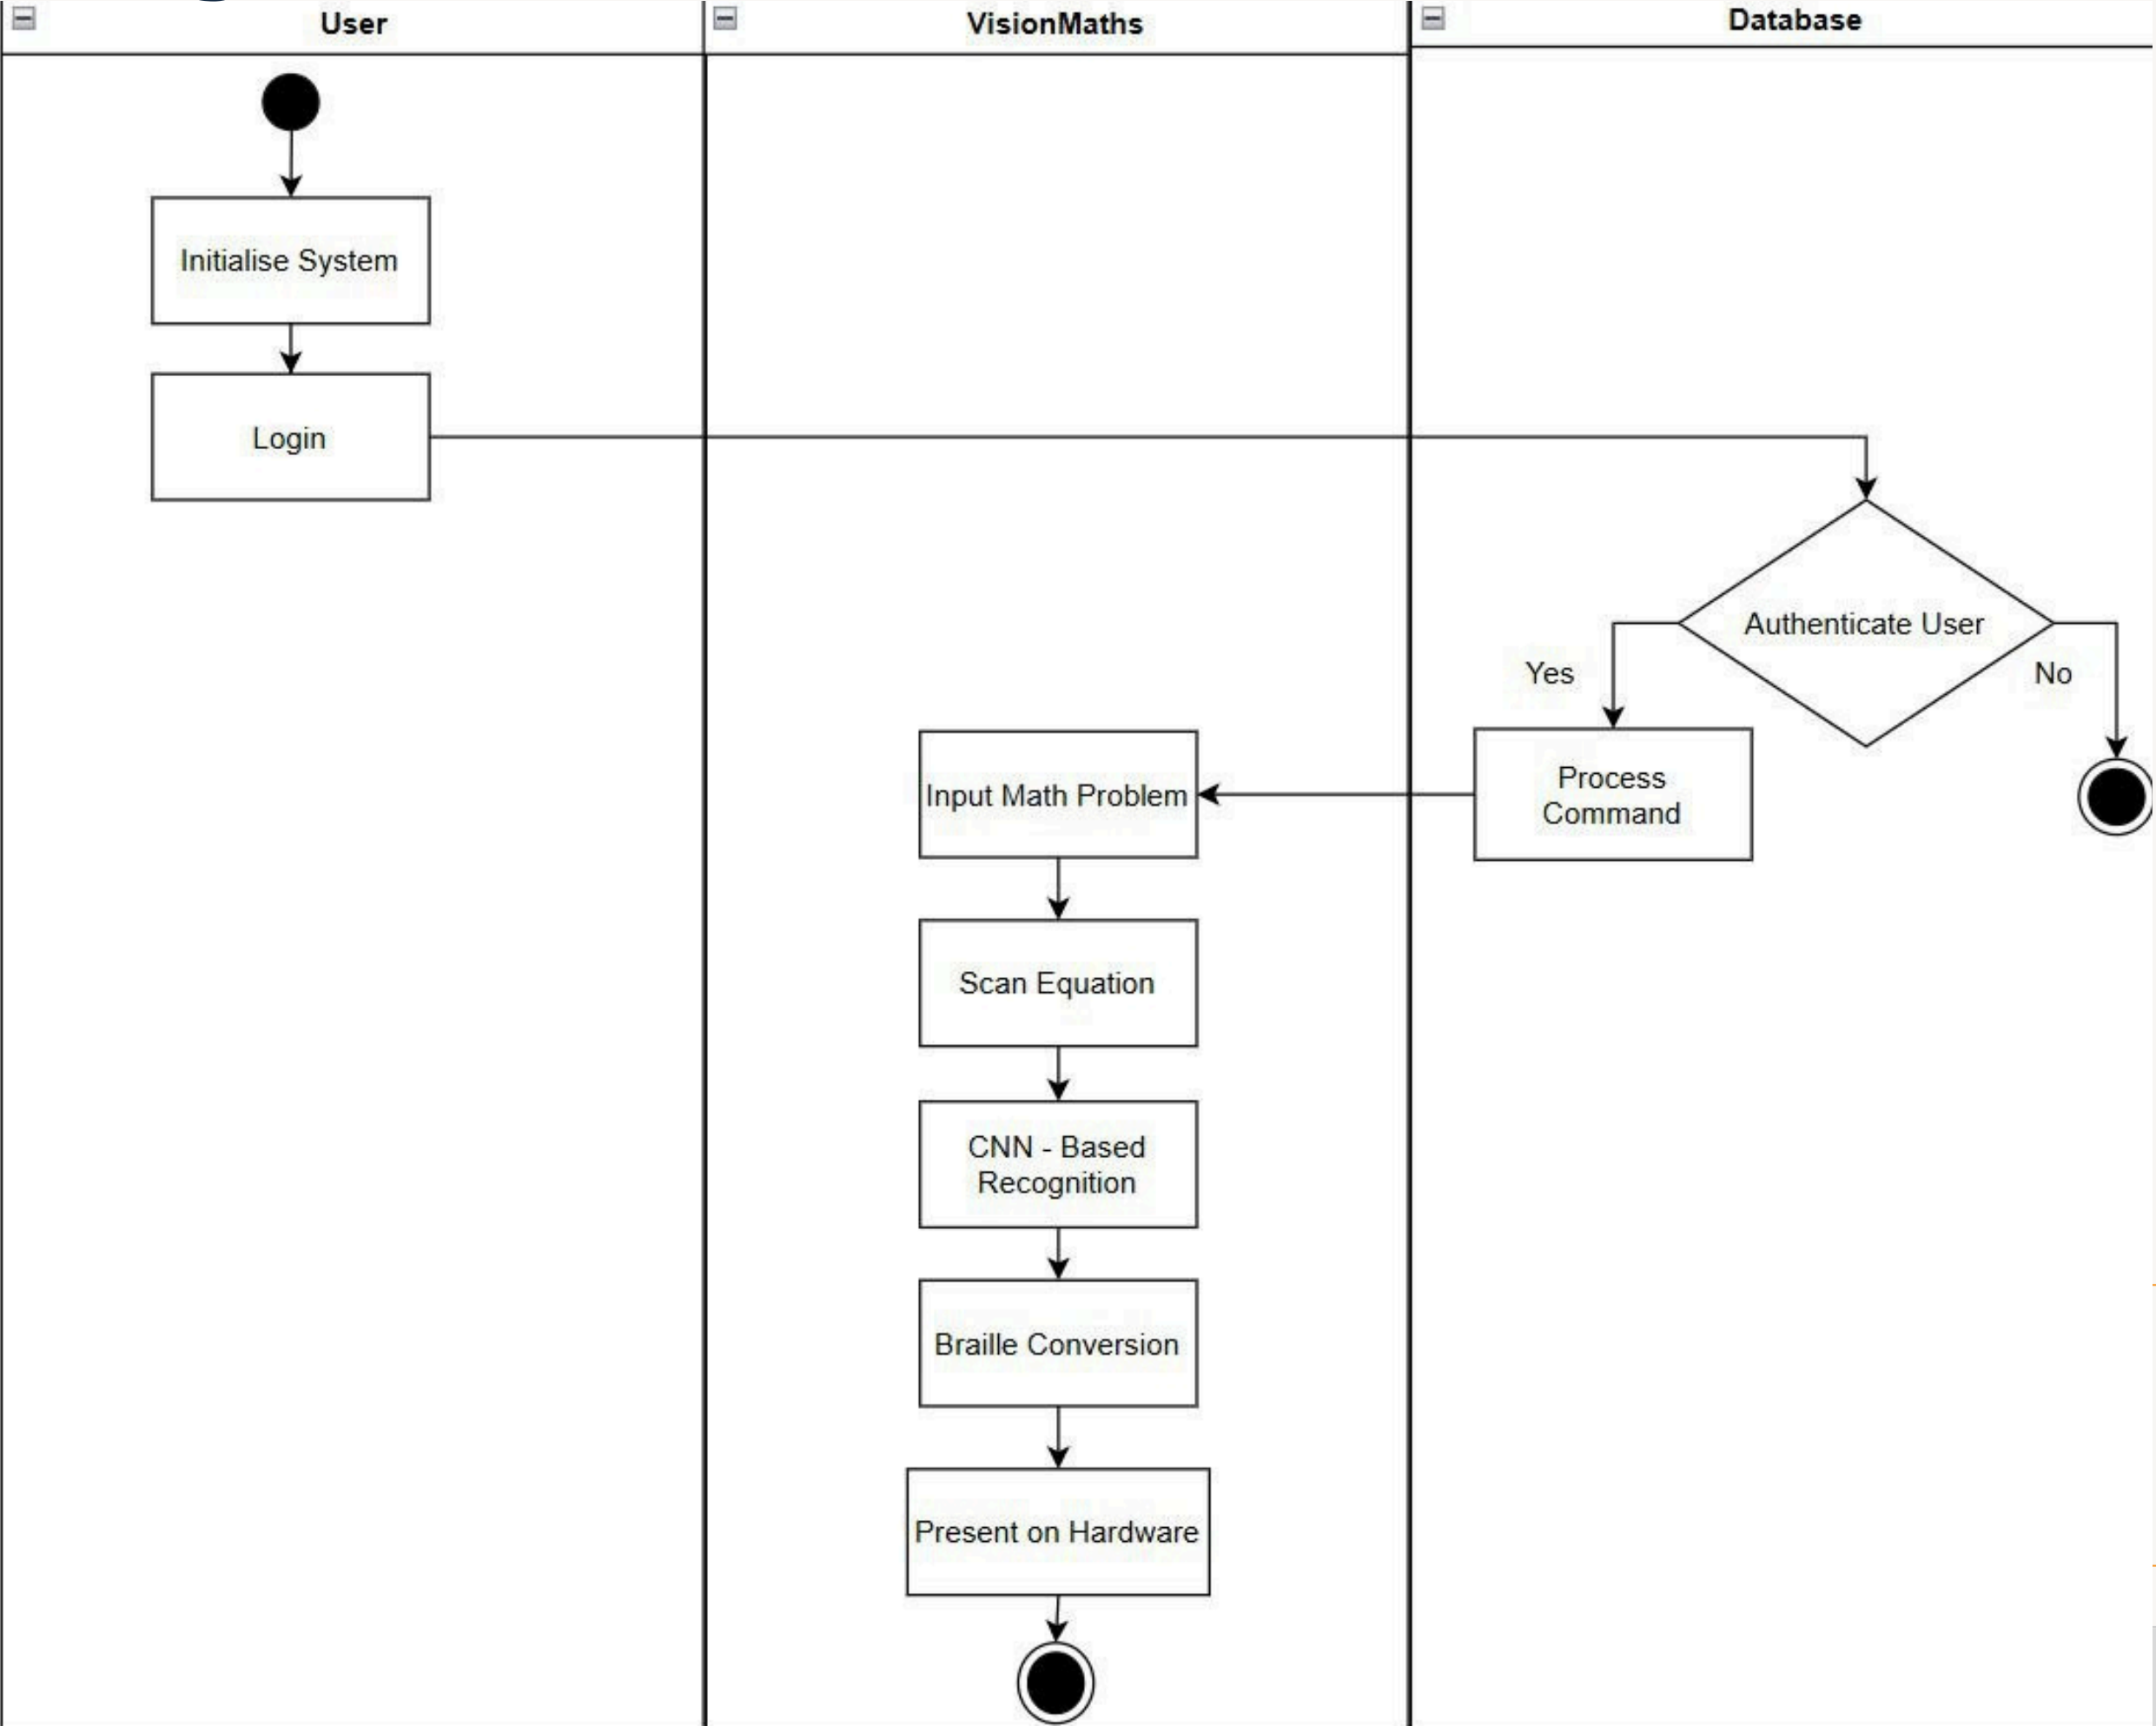 User
VisionMaths
Database
Initialise System
Login
Authenticate User
Yes
No
Process
Command
Input Math Problem
Scan Equation
CNN - Based
Recognition
Braille Conversion
Present on Hardware